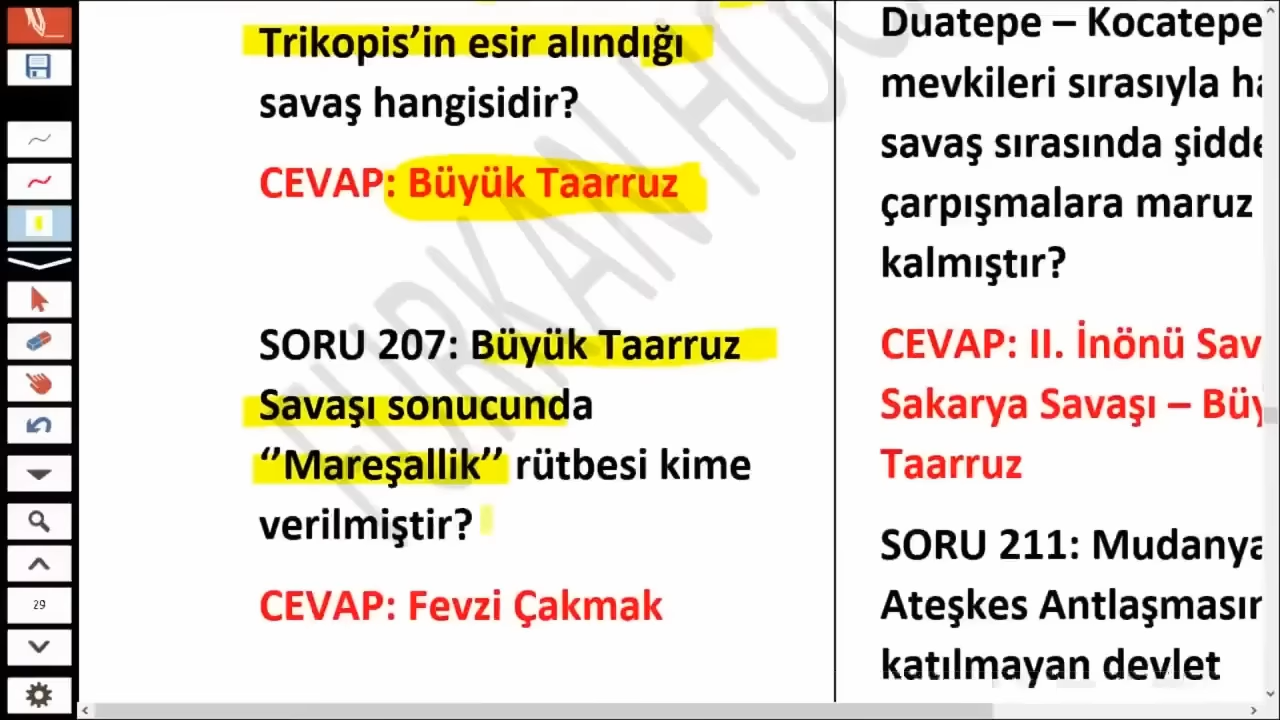 Trikopis’in esir alındığı
savaş hangisidir?
CEVAP: Büyük Taarruz
SORU 207: Büyük Taarruz
Savaşı sonucunda
‘’Mareşallik’’ rütbesi kime
verilmiştir?
CEVAP: Fevzi Çakmak
Duatepe – Kocatepe
mevkileri sırasıyla
savaş sırasında
çarpışmalara maruz
kalmıştır?
CEVAP: II. İnönü
Sakarya Savaşı –
Taarruz
SORU 211: Mudanya
Ateşkes
katılmayan devlet
29
FURKAN